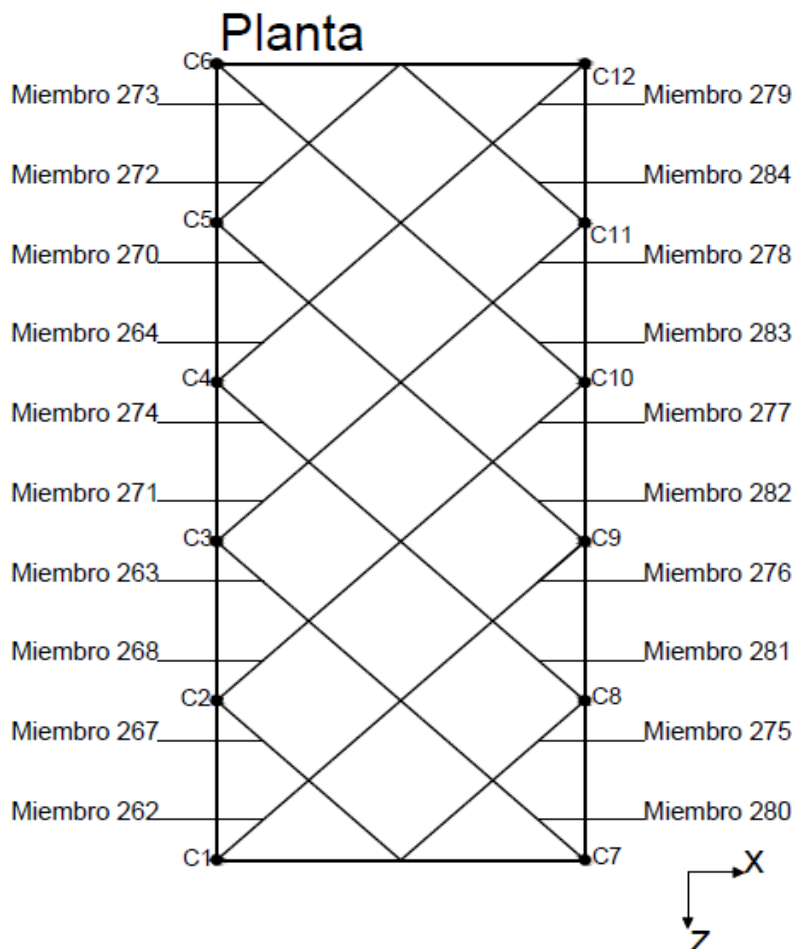 Planta
C6
C12
Miembro 273
Miembro 279
Miembro 272
Miembro 284
C5
C11
Miembro 270
Miembro 278
Miembro 264
Miembro 283
C4
C10
Miembro 274
Miembro 277
Miembro 271
Miembro 282
C3
C9
Miembro 263
Miembro 276
Miembro 268
Miembro 281
C2
C8
Miembro 267
Miembro 275
Miembro 262
Miembro 280
C1
C7
X
Z